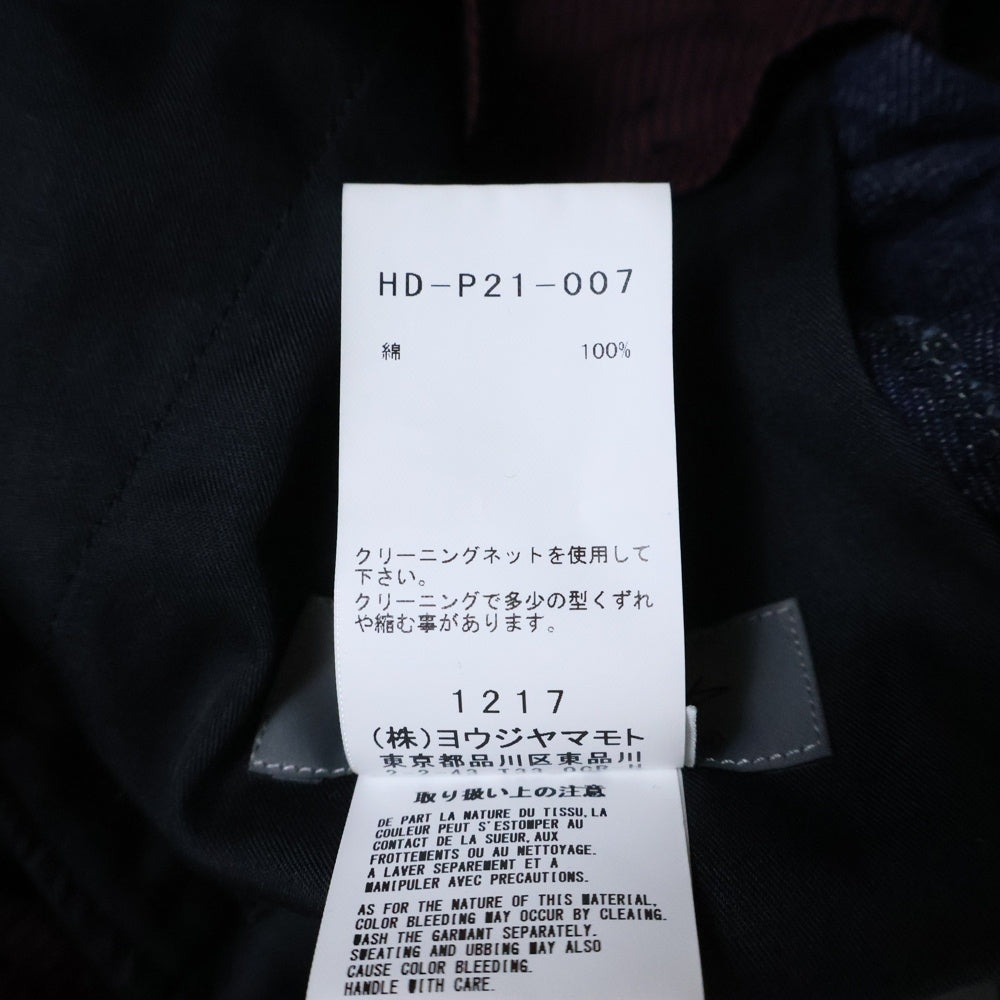 HD-P21-007
綿 100%
クリーニングネットを使用して
下さい。
クリーニングで多少の型くずれ
や縮む事があります。
1217
(株)ヨウジヤマモト
東京都品川区東品川
取り扱い上の注意
DE PART LA NATURE DU TISSU,LA
COULEUR PEUT S'ESTOMPER AU
CONTACT DE LA SUEUR,AUX
FROTTEMENTS OU AU NETTOYAGE.
A LAVER SEPAREMENT ET A
MANIPULER AVEC PRECAUTIONS.
AS FOR THE NATURE OF THIS MATERIAL,
COLOR BLEEDING MAY OCCUR BY CLEAING.
WASH THE GARMANT SEPARATELY.
SWEATING AND UBBING MAY ALSO
CAUSE COLOR BLEEDING.
HANDLE WITH CARE.